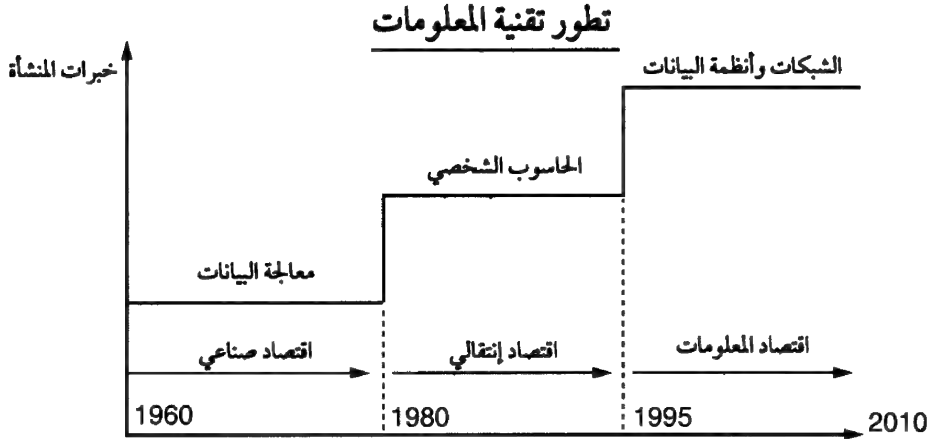 تطور تقنية المعلومات
خبرات المنشأة
الشبكات وأنظمة البيانات
الحاسوب الشخصي
معالجة البيانات
اقتصاد صناعي
اقتصاد إنتقالي
اقتصاد المعلومات
1960
1980
1995
2010